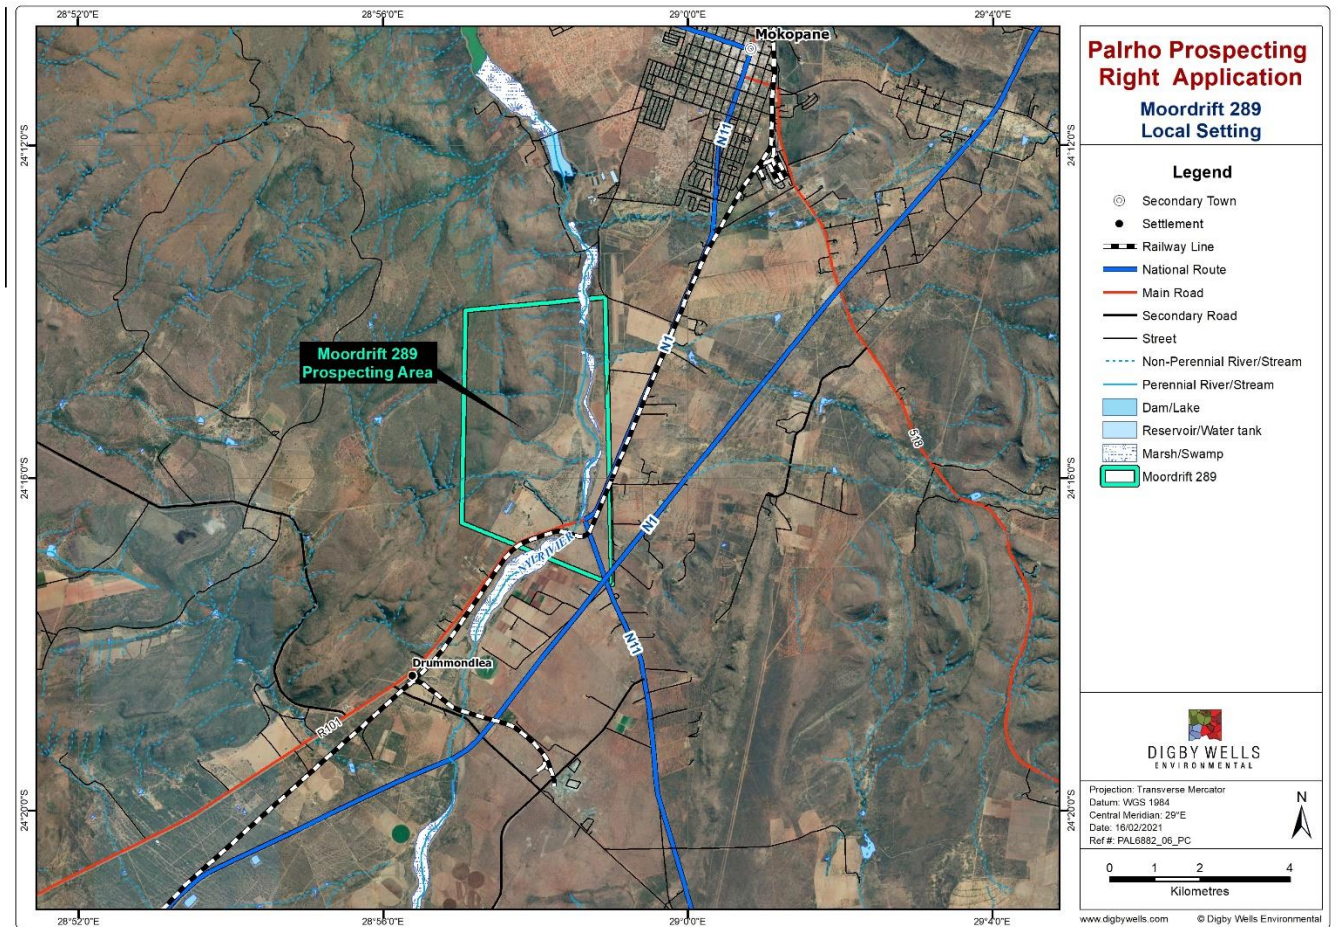 28°52'0"E
28°56'0"E
29°0'0"E
29°4'0"E
24°12'0"S
24°16'0"S
24°20'0"S
24°12'0"S
24°16'0"S
24°20'0"S
28°52'0"E
28°56'0"E
29°0'0"E
29°4'0"E
Mokopane
N11
N1
Moordrift 289
Prospecting Area
518
N1
NYLRIVIER
N11
Drummondlea
R101
Palrho Prospecting
Right Application
Moordrift 289
Local Setting
Legend
Secondary Town
Settlement
Railway Line
National Route
Main Road
Secondary Road
Street
Non-Perennial River/Stream
Perennial River/Stream
Dam/Lake
Reservoir/Water tank
Marsh/Swamp
Moordrift 289
DIGBY WELLS
ENVIRONMENTAL
Projection: Transverse Mercator
Datum: WGS 1984
Central Meridian: 29°E
Date: 16/02/2021
Ref #: PAL6882_06_PC
N
0 1 2 4
Kilometres
www.digbywells.com © Digby Wells Environmental